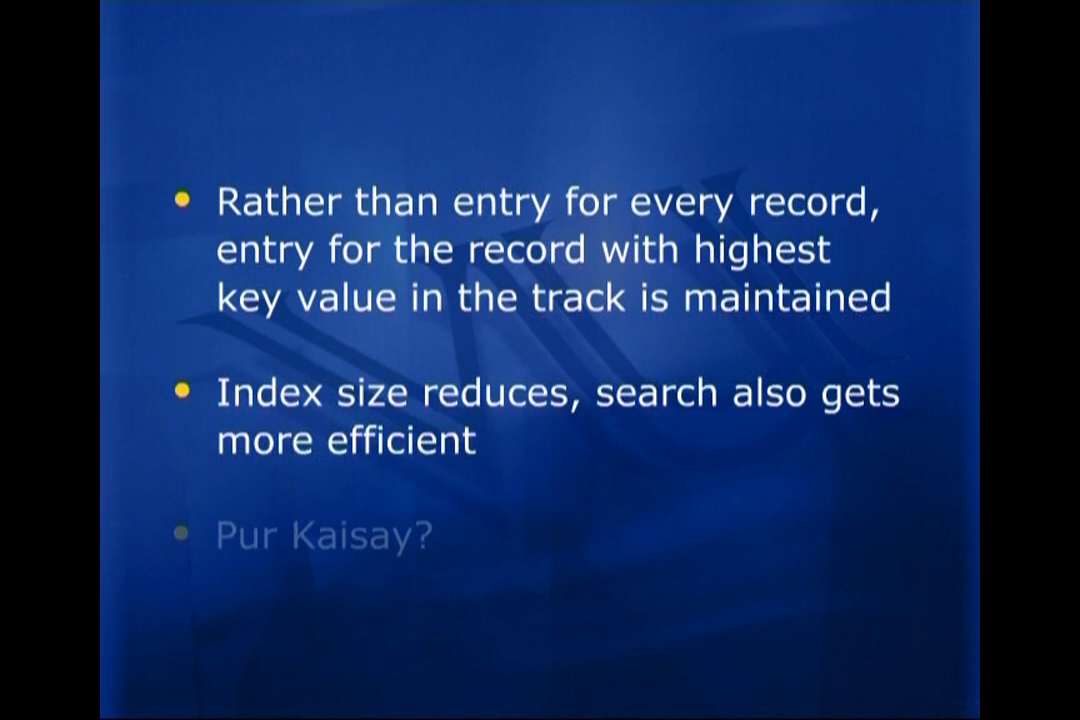 Rather than entry for every record,
entry for the record with highest
key value in the track is maintained
Index size reduces, search also gets
more efficient
Pur Kaisay?
VU